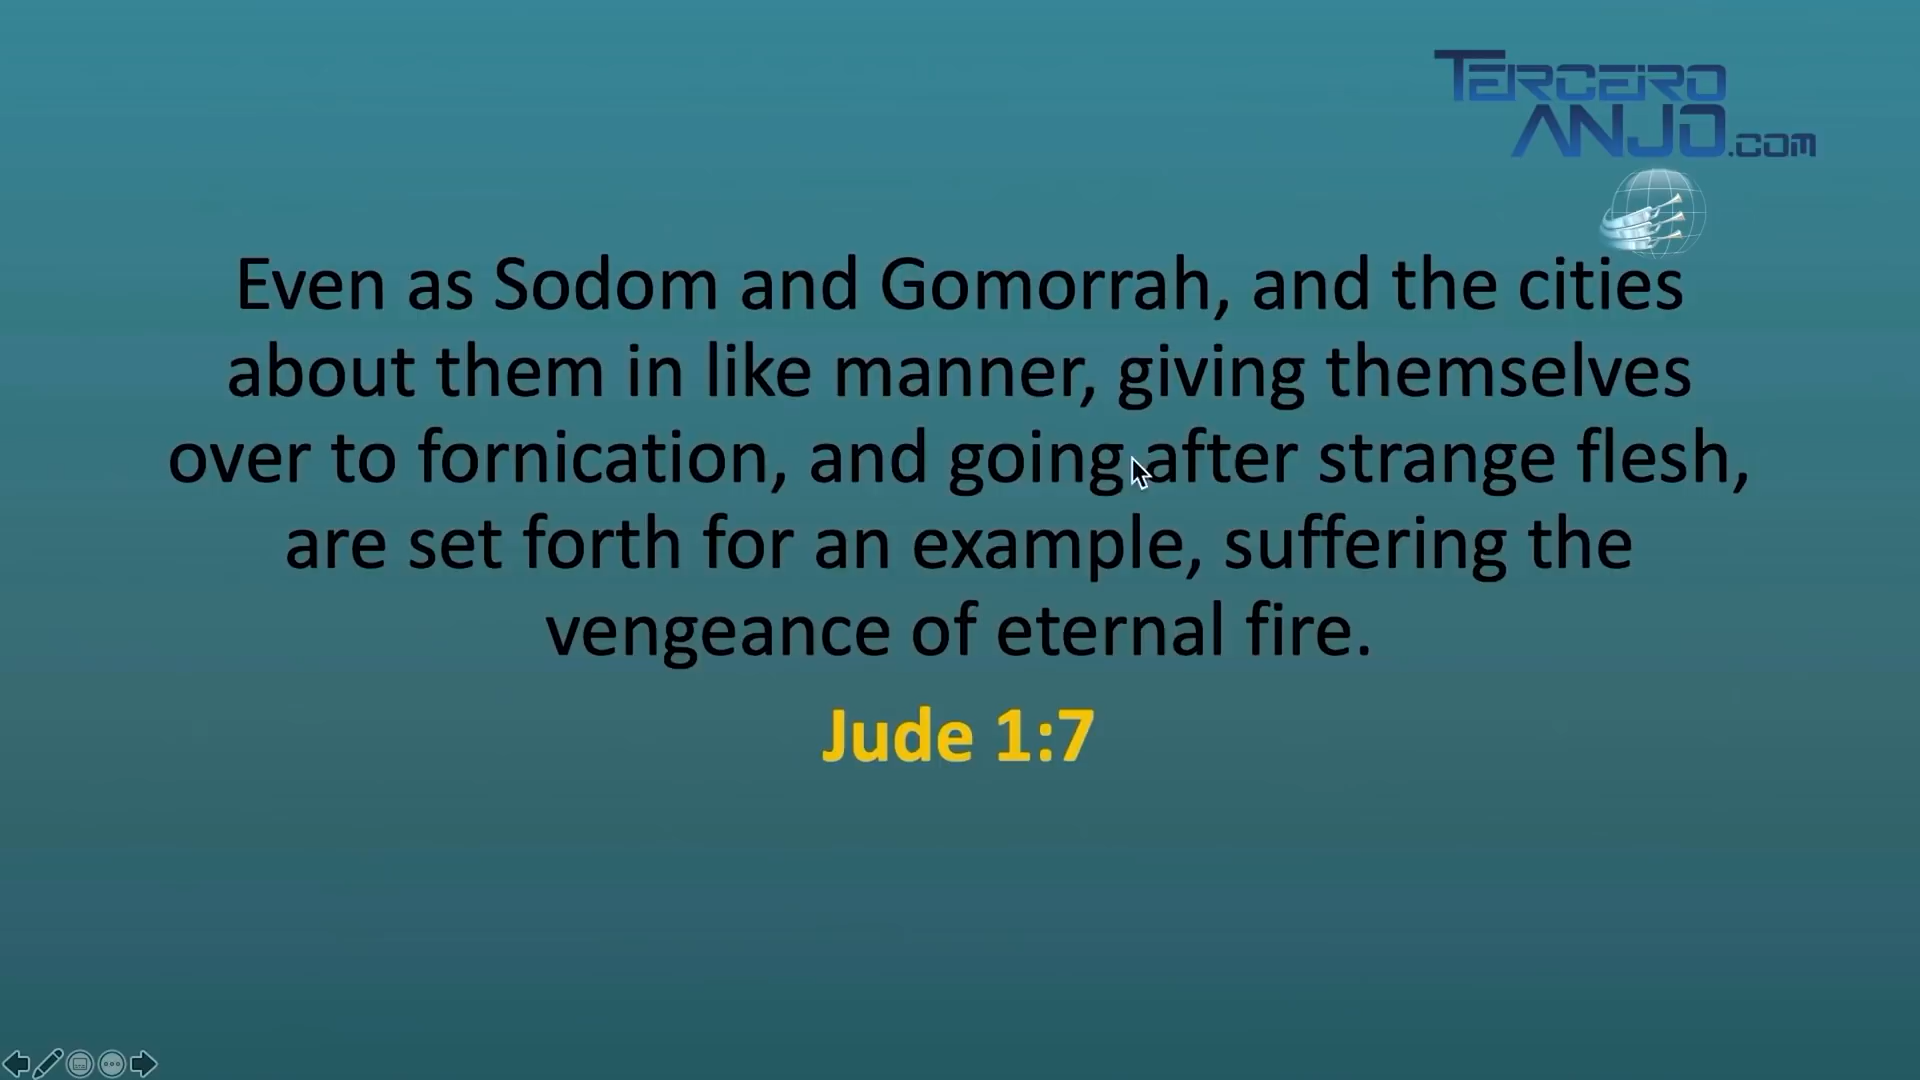 TERCEIRO
ANJO.COM
Even as Sodom and Gomorrah, and the cities
about them in like manner, giving themselves
over to fornication, and going after strange flesh,
are set forth for an example, suffering the
vengeance of eternal fire.
Jude 1:7